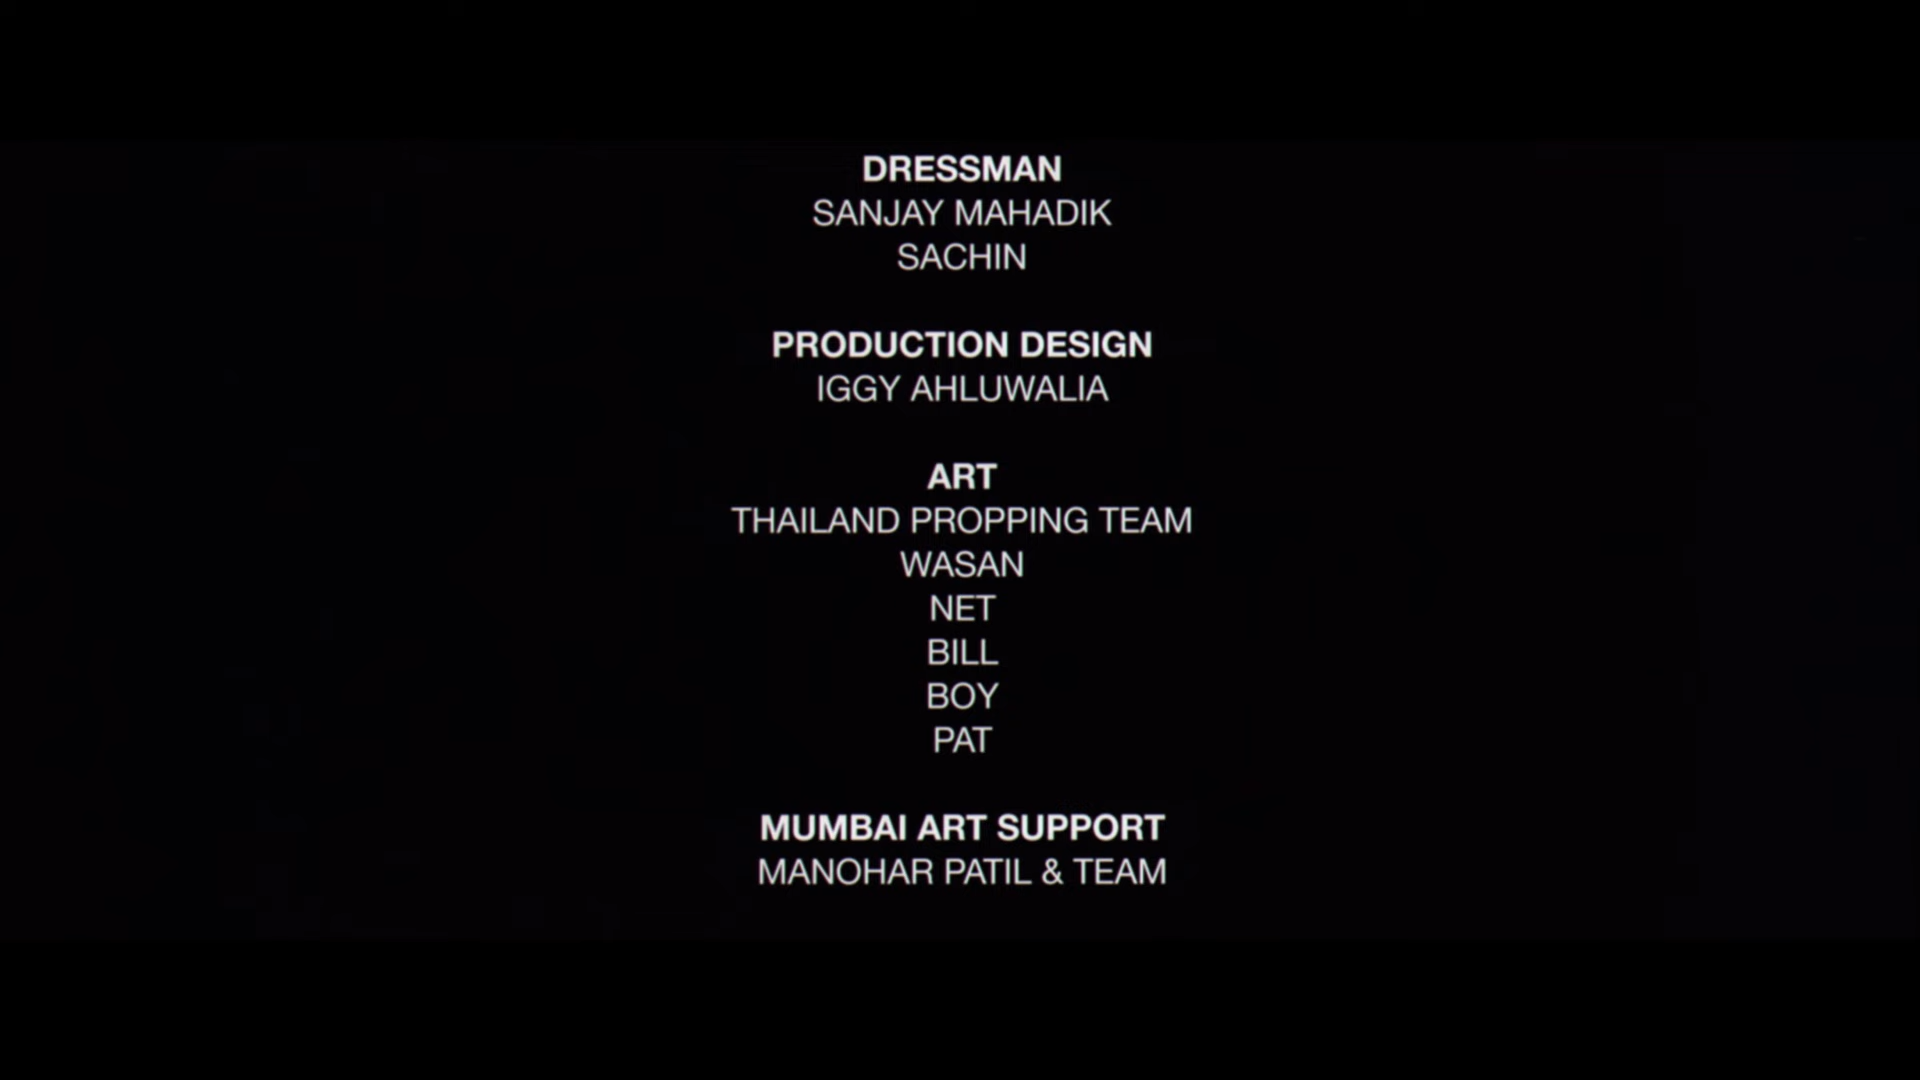 DRESSMAN
SANJAY MAHADIK
SACHIN
PRODUCTION DESIGN
IGGY AHLUWALIA
ART
THAILAND PROPPING TEAM
WASAN
NET
BILL
BOY
PAT
MUMBAI ART SUPPORT
MANOHAR PATIL & TEAM